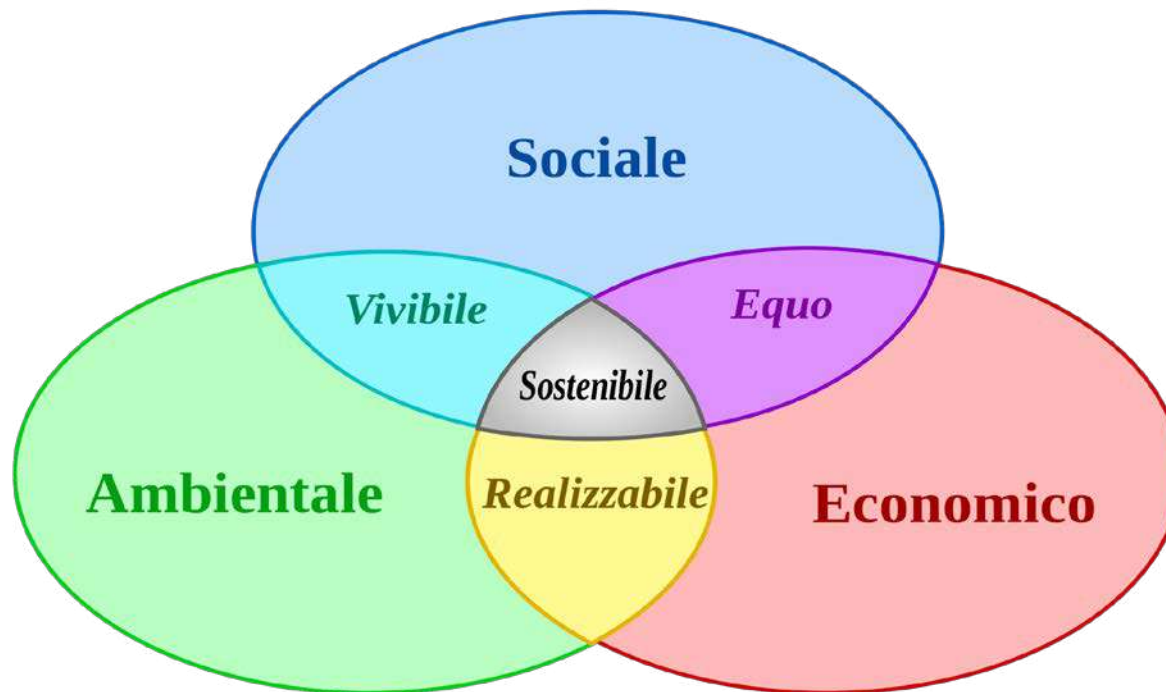 Sociale
Vivibile
Equo
Sostenibile
Ambientale
Realizzabile
Economico